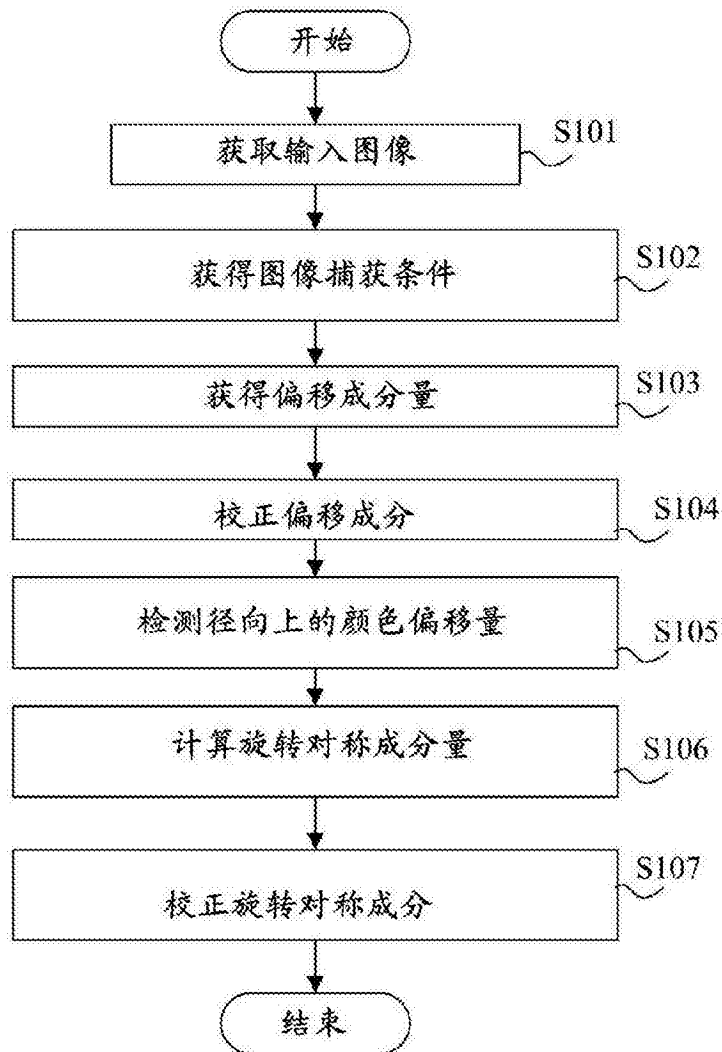 开始
获取输入图像
S101
获得图像捕获条件
S102
获得偏移成分量
S103
校正偏移成分
S104
检测径向上的颜色偏移量
S105
计算旋转对称成分量
S106
校正旋转对称成分
S107
结束